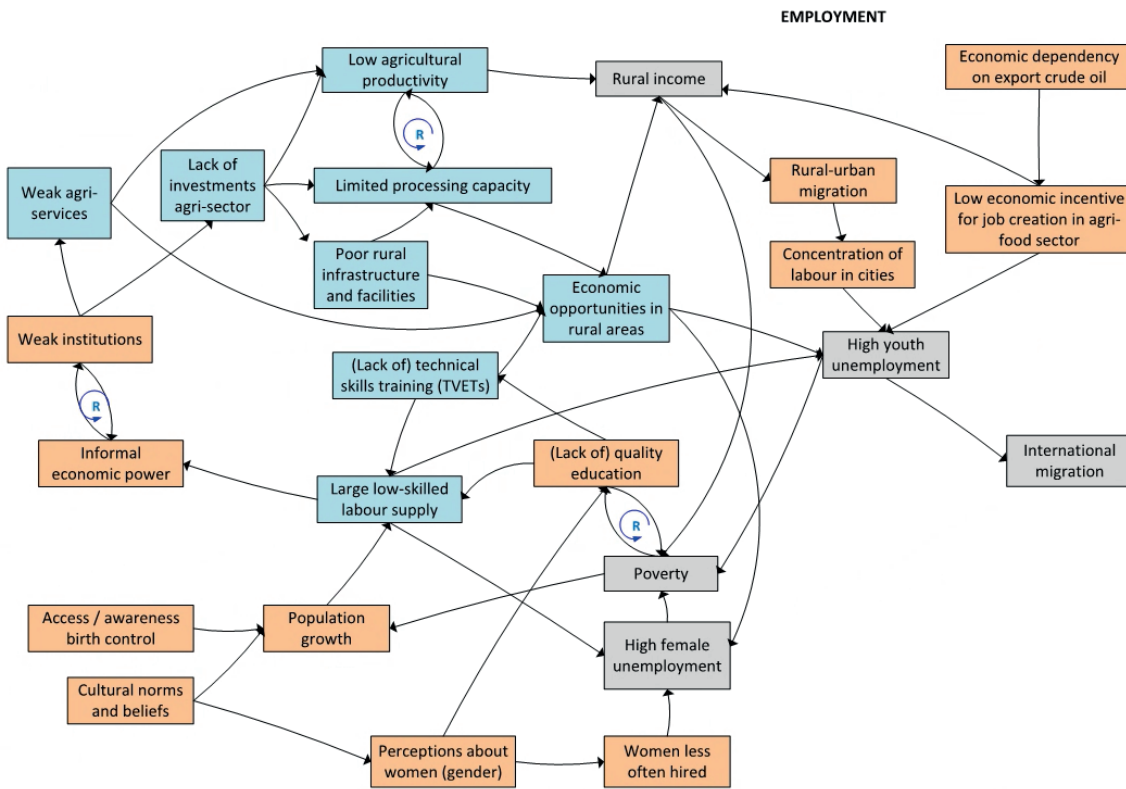 EMPLOYMENT
Low agricultural
productivity
Rural income
Economic dependency
on export crude oil
R
Weak agri-
services
Lack of
investments
agri-sector
Limited processing capacity
Rural-urban
migration
Low economic incentive
for job creation in agri-
food sector
Poor rural
infrastructure
and facilities
Concentration of
labour in cities
Economic
opportunities in
rural areas
Weak institutions
High youth
unemployment
(Lack of) technical
skills training (TVETs)
R
Informal
economic power
(Lack of) quality
education
International
migration
Large low-skilled
labour supply
R
Poverty
Access / awareness
birth control
Population
growth
High female
unemployment
Cultural norms
and beliefs
Perceptions about
women (gender)
Women less
often hired